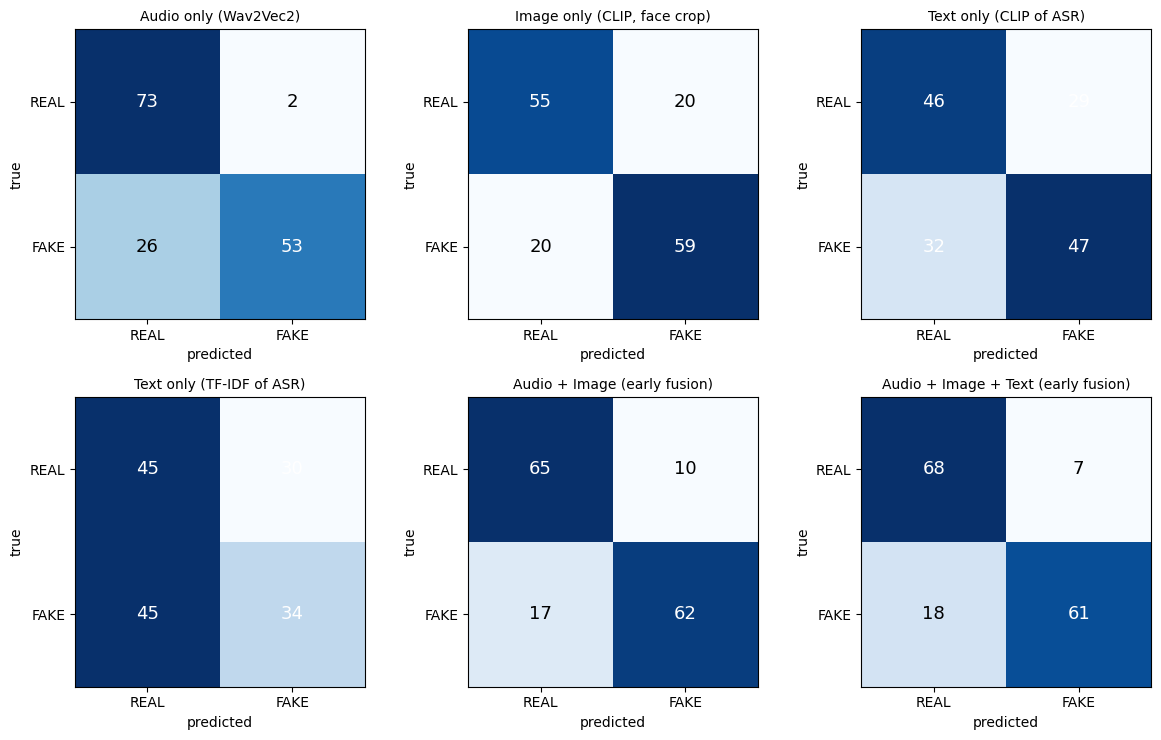 Audio only (Wav2Vec2)
REAL
73
2
true
FAKE
26
53
REAL
FAKE
predicted
Image only (CLIP, face crop)
REAL
55
20
true
FAKE
20
59
REAL
FAKE
predicted
Text only (CLIP of ASR)
REAL
46
29
true
FAKE
32
47
REAL
FAKE
predicted
Text only (TF-IDF of ASR)
REAL
45
30
true
FAKE
45
34
REAL
FAKE
predicted
Audio + Image (early fusion)
REAL
65
10
true
FAKE
17
62
REAL
FAKE
predicted
Audio + Image + Text (early fusion)
REAL
68
7
true
FAKE
18
61
REAL
FAKE
predicted